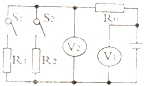 S₁
S₂
R₀
V₂
V₁
R₁
R₂